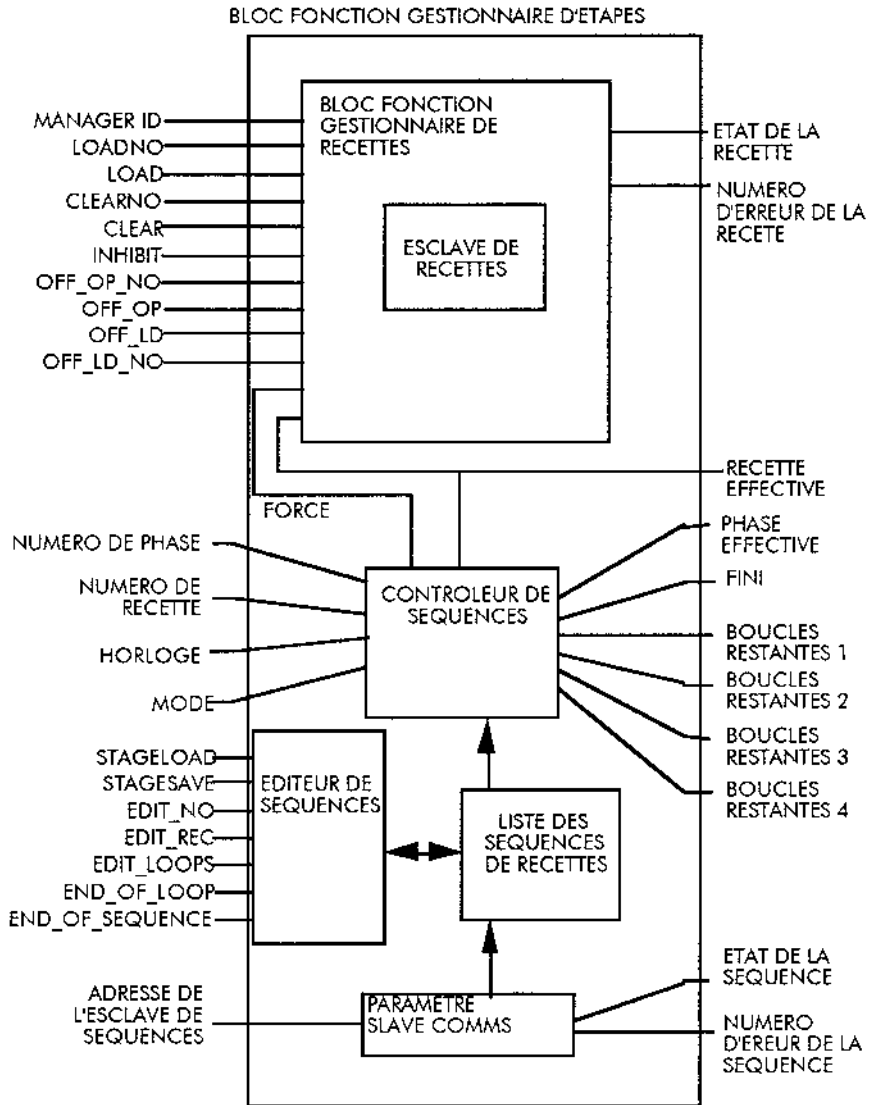 BLOC FONCTION GESTIONNAIRE D'ETAPES
BLOC FONCTION
GESTIONNAIRE DE
RECETTES
MANAGER ID
LOADNO
LOAD
CLEARNO
CLEAR
INHIBIT
OFF_OP_NO
OFF_OP
OFF_LD
OFF_LD_NO
ESCLAVE DE
RECETTES
ETAT DE LA
RECETTE
NUMERO
D'ERREUR DE LA
RECETE
RECETTE
EFFECTIVE
FORCE
NUMERO DE PHASE
NUMERO DE
RECETTE
HORLOGE
MODE
CONTROLEUR DE
SEQUENCES
PHASE
EFFECTIVE
FINI
BOUCLES
RESTANTES 1
BOUCLES
RESTANTES 2
BOUCLES
RESTANTES 3
BOUCLES
RESTANTES 4
STAGELOAD
STAGESAVE
EDIT_NO
EDIT_REC
EDIT_LOOPS
END_OF_LOOP
END_OF_SEQUENCE
EDITEUR DE
SEQUENCES
LISTE DES
SEQUENCES
DE RECETTES
ADRESSE DE
L'ESCLAVE DE
SEQUENCES
PARAMETRE
SLAVE COMMS
ETAT DE LA
SEQUENCE
NUMERO
D'EREUR DE LA
SEQUENCE